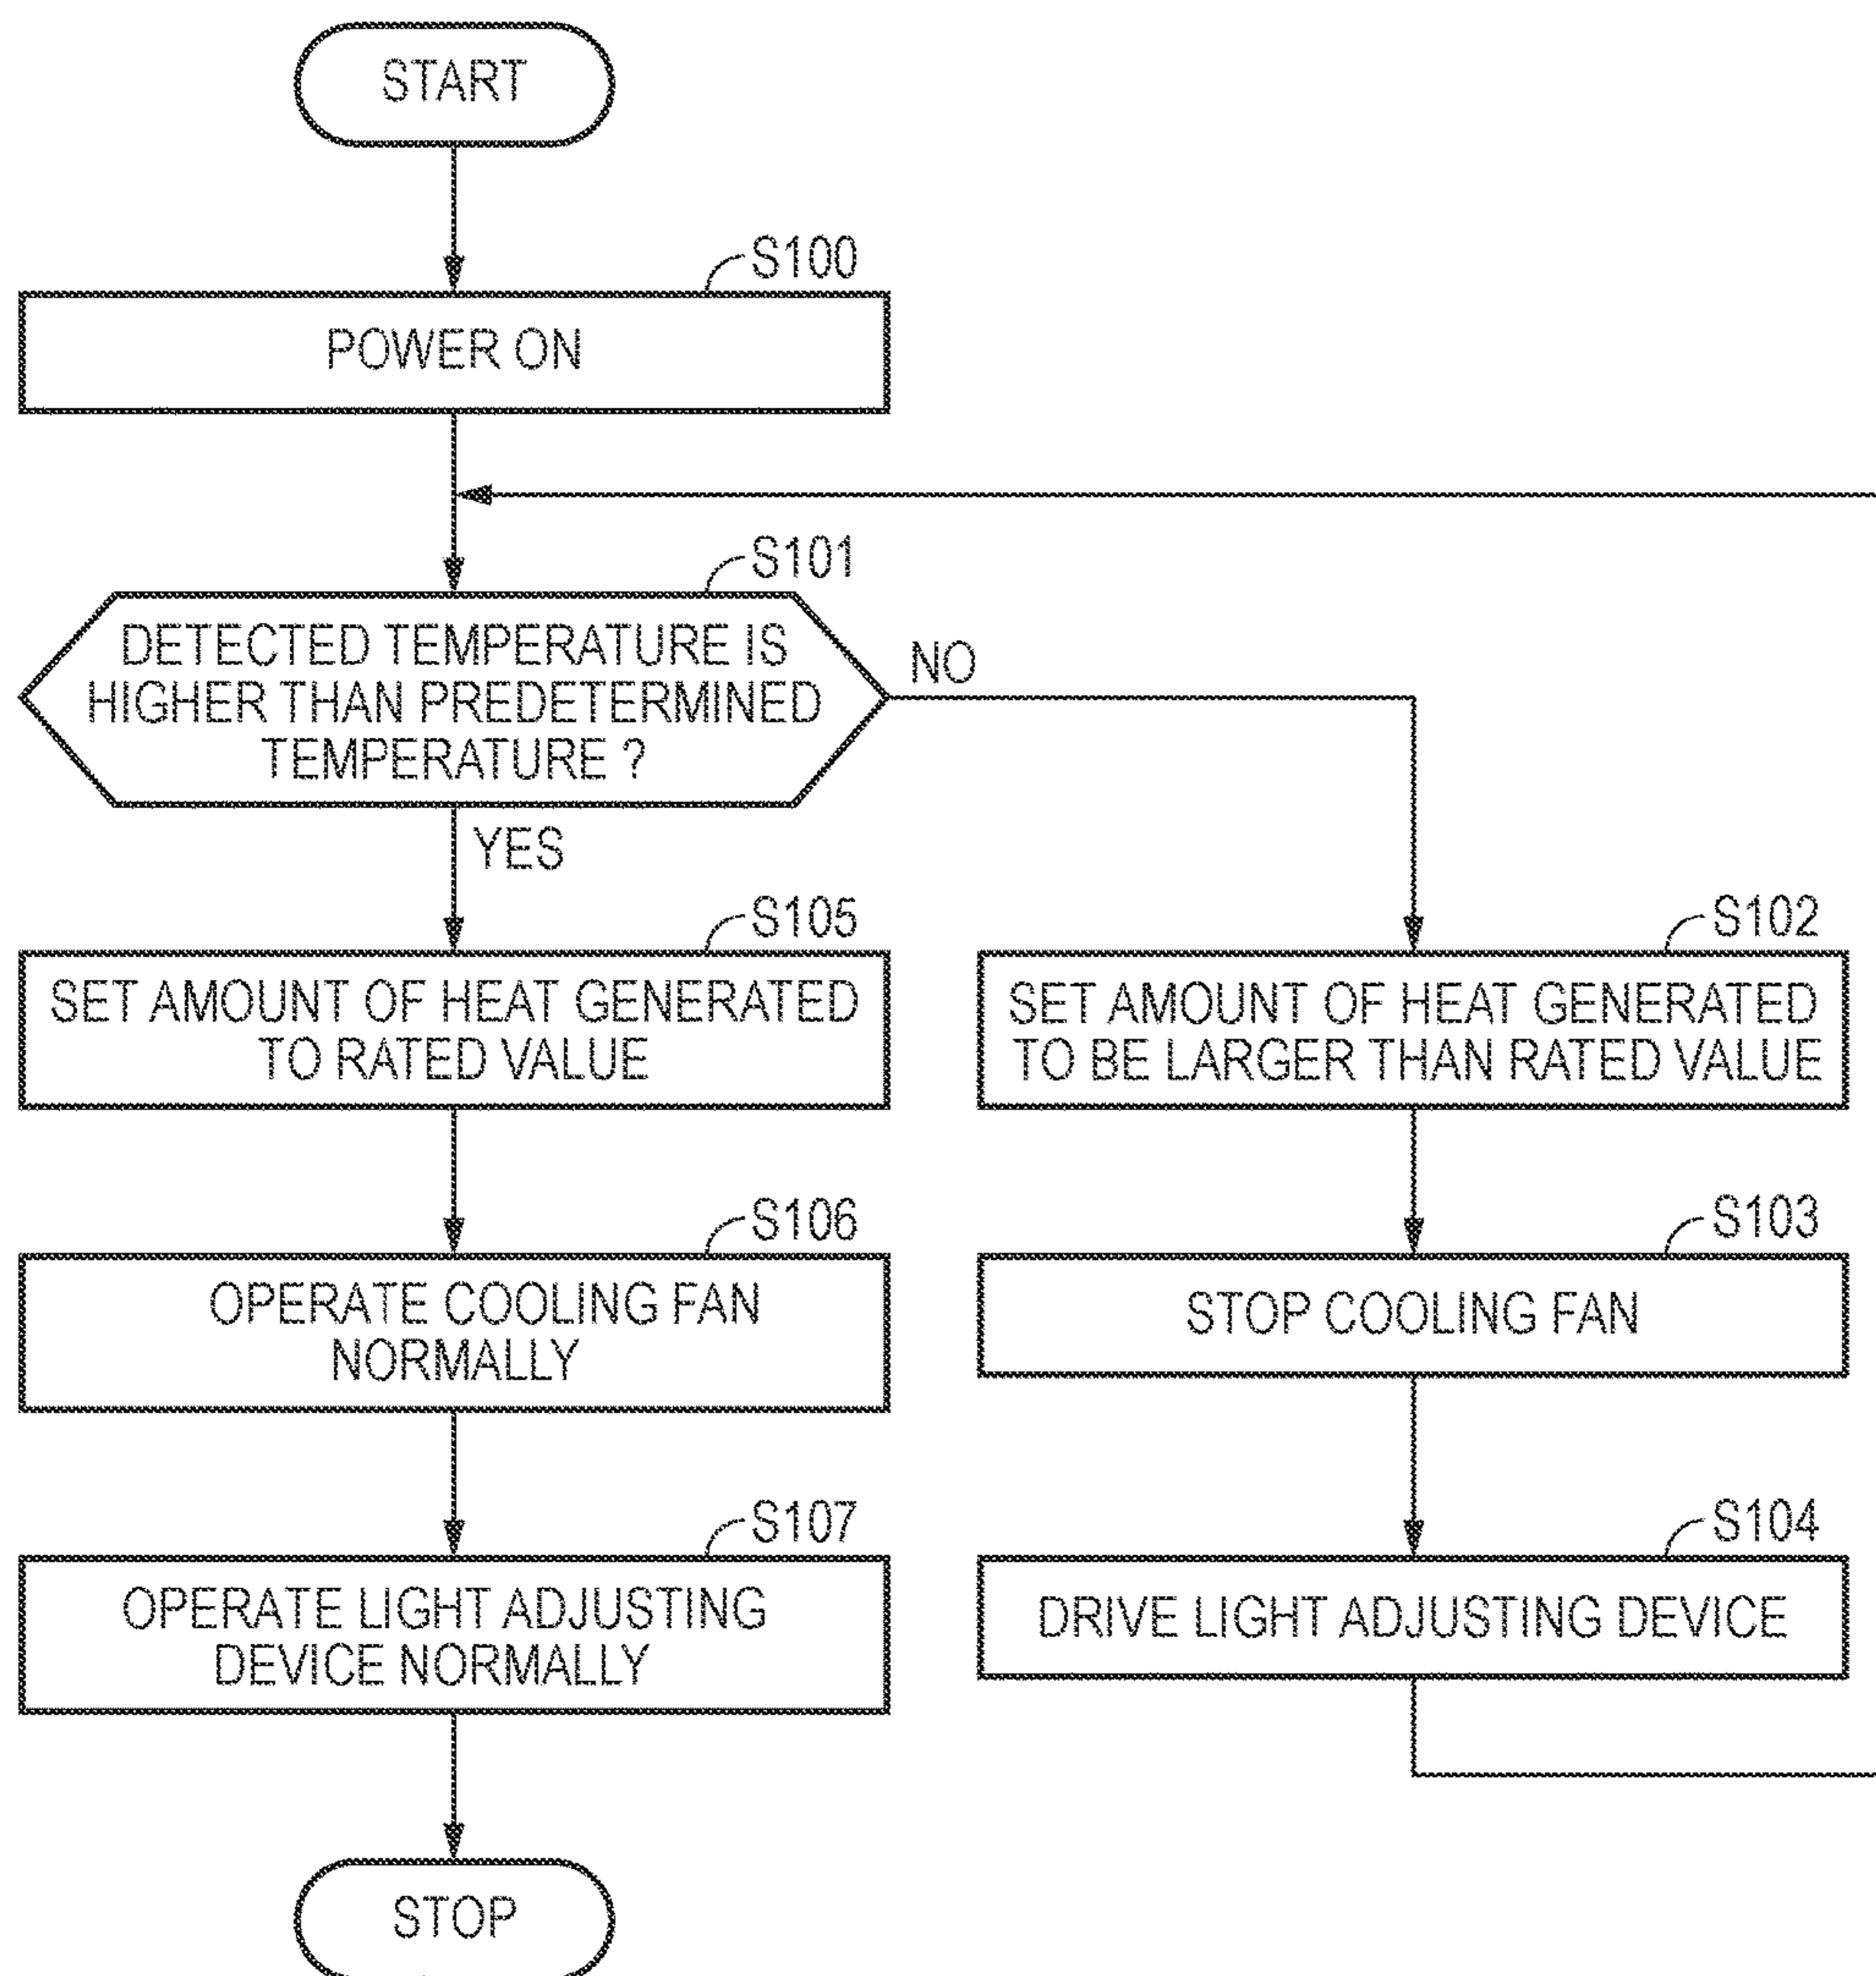 START
S100
POWER ON
S101
DETECTED TEMPERATURE IS
HIGHER THAN PREDETERMINED
TEMPERATURE ?
NO
YES
S105
SET AMOUNT OF HEAT GENERATED
TO RATED VALUE
S102
SET AMOUNT OF HEAT GENERATED
TO BE LARGER THAN RATED VALUE
S106
OPERATE COOLING FAN
NORMALLY
S103
STOP COOLING FAN
S107
OPERATE LIGHT ADJUSTING
DEVICE NORMALLY
S104
DRIVE LIGHT ADJUSTING DEVICE
STOP